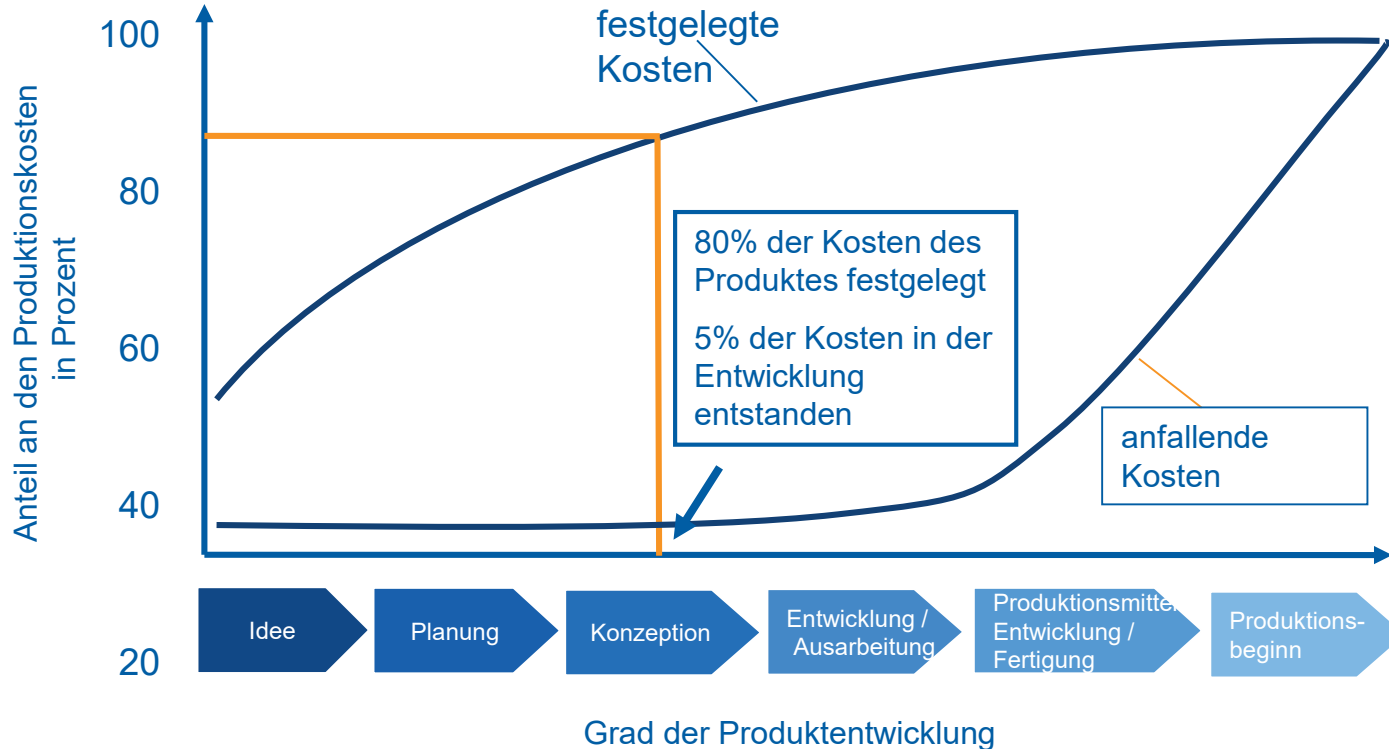 100
80
60
40
20
Anteil an den Produktionskosten
in Prozent
festgelegte
Kosten
80% der Kosten des
Produktes festgelegt
5% der Kosten in der
Entwicklung
entstanden
anfallende
Kosten
Idee
Planung
Konzeption
Entwicklung /
Ausarbeitung
Produktionsmittel
Entwicklung /
Fertigung
Produktions-
beginn
Grad der Produktentwicklung